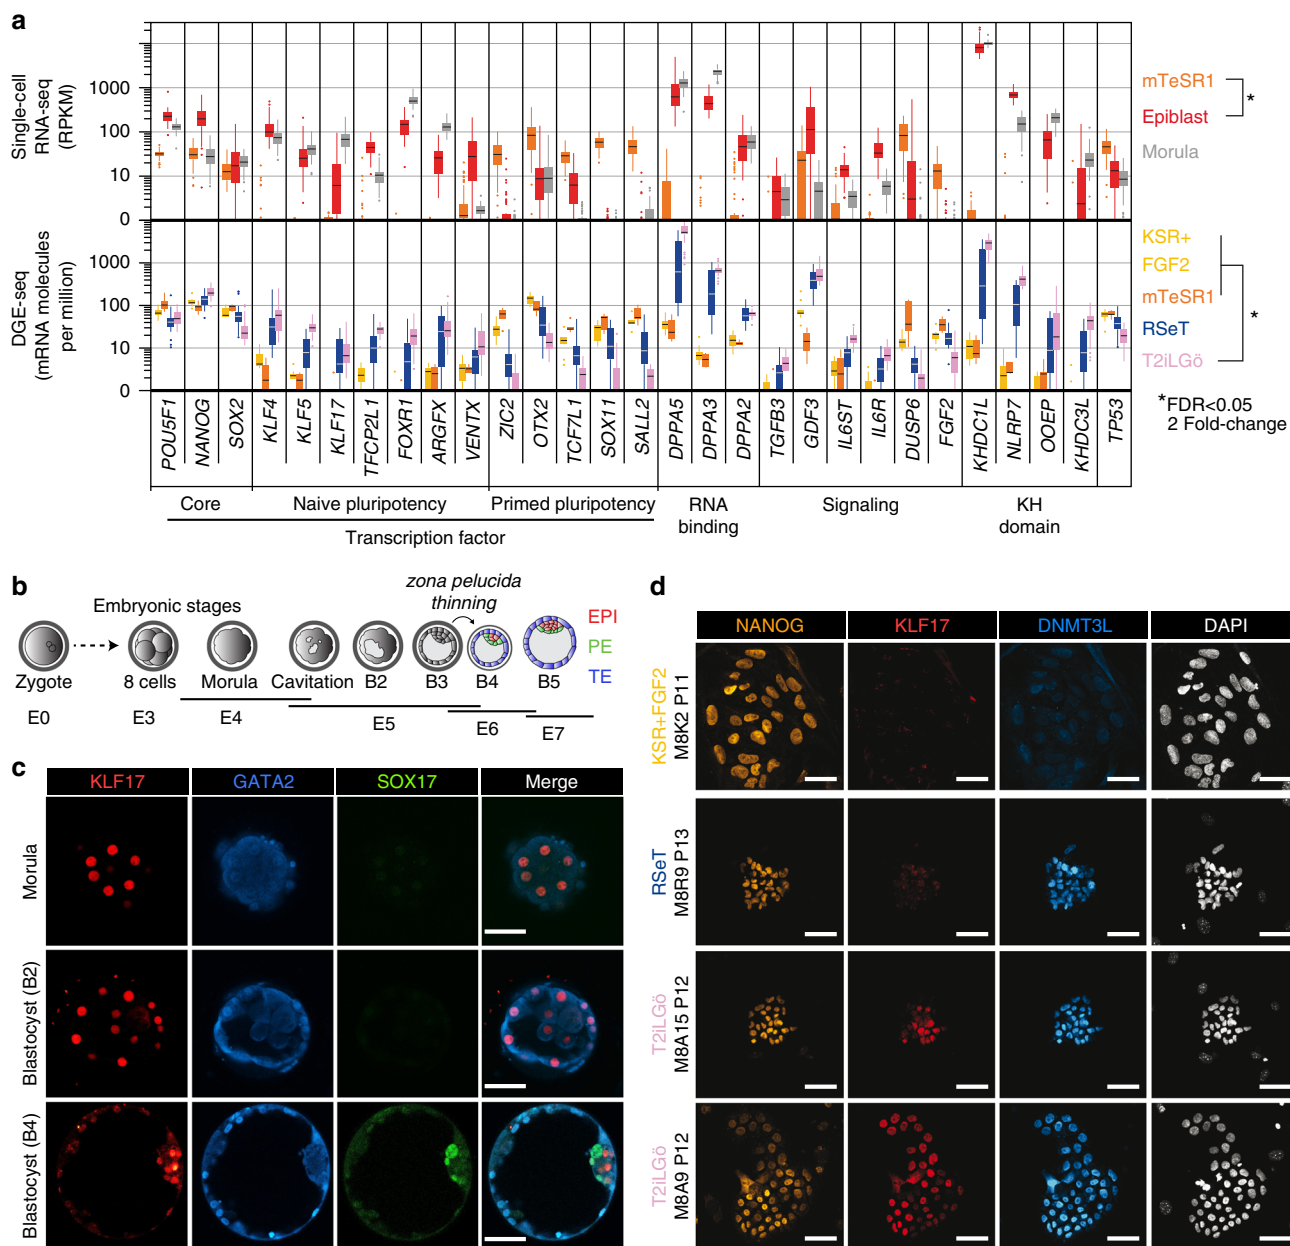 a
Single-cell
RNA-seq
(RPKM)
1000
100
10
0
mTeSR1
Epiblast
*
Morula
DGE-seq
(mRNA molecules
per million)
1000
100
10
0
KSR+
FGF2
mTeSR1
RSeT
*
T2iLGö
*FDR<0.05
2 Fold-change
POU5F1
NANOG
SOX2
KLF4
KLF5
KLF17
TFCP2L1
FOXR1
ARGFX
VENTX
ZIC2
OTX2
TCF7L1
SOX11
SALL2
DPPA5
DPPA3
DPPA2
TGFB3
GDF3
IL6ST
IL6R
DUSP6
FGF2
KHDC1L
NLRP7
OOEP
KHDC3L
TP53
Core
Naive pluripotency
Primed pluripotency
RNA
binding
Signaling
KH
domain
Transcription factor
b
Embryonic stages
zona pelucida
thinning
EPI
PE
TE
Zygote
8 cells
Morula
Cavitation
B2
B3
B4
B5
E0
E3
E4
E5
E6
E7
c
KLF17
GATA2
SOX17
Merge
Morula
Blastocyst (B2)
Blastocyst (B4)
d
NANOG
KLF17
DNMT3L
DAPI
KSR+FGF2
M8K2 P11
RSeT
M8R9 P13
T2iLGö
M8A15 P12
T2iLGö
M8A9 P12